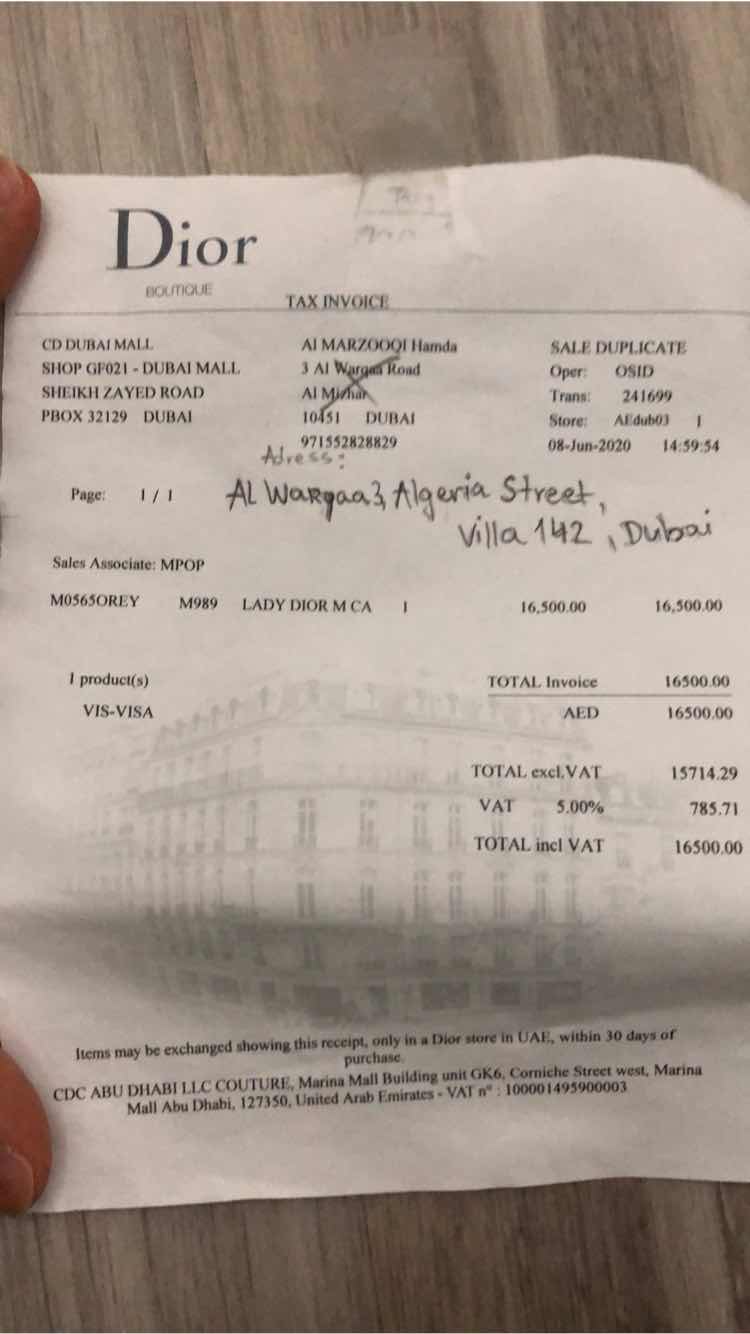 Dior
BOUTIQUE
TAX INVOICE
CD DUBAI MALL
SHOP GF021 - DUBAI MALL
SHEIKH ZAYED ROAD
PBOX 32129 DUBAI
Al MARZOOQI Hamda
3 Al Warqaa Road
Al Mizhar
10451 DUBAI
971552828829
SALE DUPLICATE
Oper: OSID
Trans: 241699
Store: AEdub03 1
08-Jun-2020 14:59:54
Adress:
Page: 1 / 1
AL Warqaa3, Algeria Street,
Villa 142, Dubai
Sales Associate: MPOP
M0565OREY M989 LADY DIOR M CA 1 16,500.00 16,500.00
1 product(s)
VIS-VISA
TOTAL Invoice 16500.00
AED 16500.00
TOTAL excl.VAT 15714.29
VAT 5.00% 785.71
TOTAL incl VAT 16500.00
Items may be exchanged showing this receipt, only in a Dior store in UAE, within 30 days of
purchase.
CDC ABU DHABI LLC COUTURE, Marina Mall Building unit GK6, Corniche Street west, Marina
Mall Abu Dhabi, 127350, United Arab Emirates - VAT n° : 100001495900003